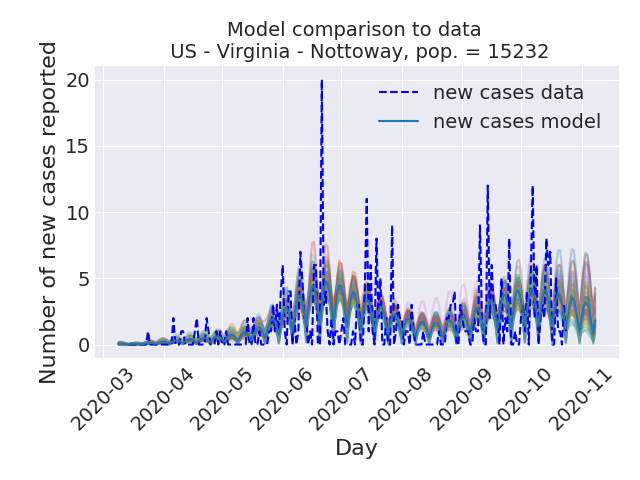 Model comparison to data
US - Virginia - Nottoway, pop. = 15232
Number of new cases reported
20
15
10
5
0
new cases data
new cases model
2020-03
2020-04
2020-05
2020-06
2020-07
2020-08
2020-09
2020-10
2020-11
Day